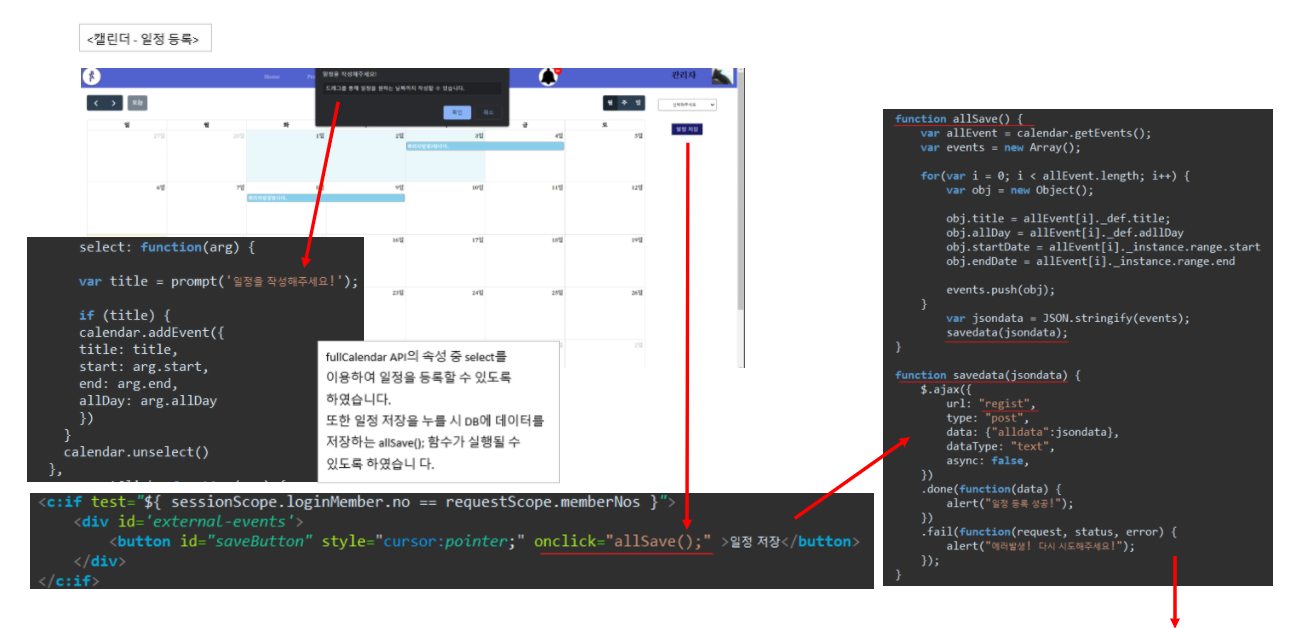 <캘린더 - 일정 등록>
Home
일정을 작성해주세요!
드래그를 통해 일정을 원하는 날짜까지 작성할 수 있습니다.
확인
취소
관리자
오늘
월 주 일
일정 저장
화
금
토
1일
2일
3일
4일
5일
6일
7일
9일
10일
11일
12일
16일
17일
18일
19일
23일
24일
25일
26일
select: function(arg) {
var title = prompt('일정을 작성해주세요!');
if (title) {
calendar.addEvent({
title: title,
start: arg.start,
end: arg.end,
allDay: arg.allDay
})
}
calendar.unselect()
},
fullCalendar API의 속성 중 select를
이용하여 일정을 등록할 수 있도록
하였습니다.
또한 일정 저장을 누를 시 DB에 데이터를
저장하는 allSave(); 함수가 실행될 수
있도록 하였습니 다.
<c:if test="${ sessionScope.loginMember.no == requestScope.memberNos }">
<div id='external-events'>
<button id="saveButton" style="cursor:pointer;" onclick="allSave();" >일정 저장</button>
</div>
</c:if>
function allSave() {
var allEvent = calendar.getEvents();
var events = new Array();
for(var i = 0; i < allEvent.length; i++) {
var obj = new Object();
obj.title = allEvent[i]._def.title;
obj.allDay = allEvent[i]._def.adllDay
obj.startDate = allEvent[i]._instance.range.start
obj.endDate = allEvent[i]._instance.range.end
events.push(obj);
}
var jsondata = JSON.stringify(events);
savedata(jsondata);
}
function savedata(jsondata) {
$.ajax({
url: "regist",
type: "post",
data: {"alldata":jsondata},
dataType: "text",
async: false,
})
.done(function(data) {
alert("일정 등록 성공!");
})
.fail(function(request, status, error) {
alert("에러발생! 다시 시도해주세요!");
});
}